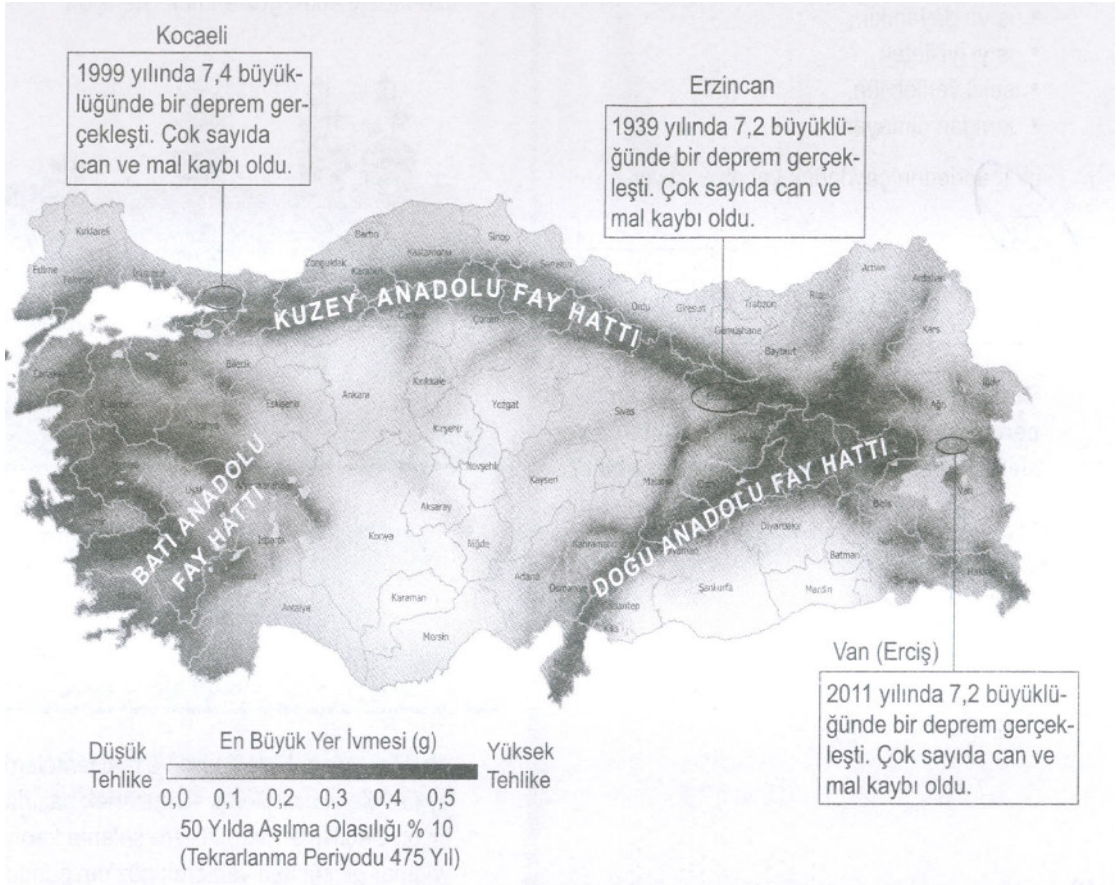 Kocaeli
1999 yılında 7,4 büyük-
lüğünde bir deprem ger-
çekleşti. Çok sayıda
can ve mal kaybı oldu.
Erzincan
1939 yılında 7,2 büyüklü-
ğünde bir deprem gerçek-
leşti. Çok sayıda can ve
mal kaybı oldu.
Kırklareli
Edirne
Bartın
Kastamonu
Sinop
Samsun
Zonguldak
Artvin
Ardahan
Kars
Ordu
Giresun
Trabzon
Gümüşhane
Bayburt
KUZEY ANADOLU FAY HATTI
Bilecik
Eskişehir
Ankara
Kırıkkale
Yozgat
Sivas
Ağrı
Kırşehir
Nevşehir
Kayseri
Malatya
Van
Aksaray
Konya
Niğde
Isparta
BATI ANADOLU
FAY HATTI
DOĞU ANADOLU FAY HATTI
Diyarbakır
Batman
Adana
Osmaniye
Gaziantep
Şanlıurfa
Mardin
Kilis
Antalya
Karaman
Mersin
Van (Erciş)
2011 yılında 7,2 büyüklü-
ğünde bir deprem gerçek-
leşti. Çok sayıda can ve
mal kaybı oldu.
En Büyük Yer İvmesi (g)
Düşük
Tehlike
Yüksek
Tehlike
0,0 0,1 0,2 0,3 0,4 0,5
50 Yılda Aşılma Olasılığı % 10
(Tekrarlanma Periyodu 475 Yıl)